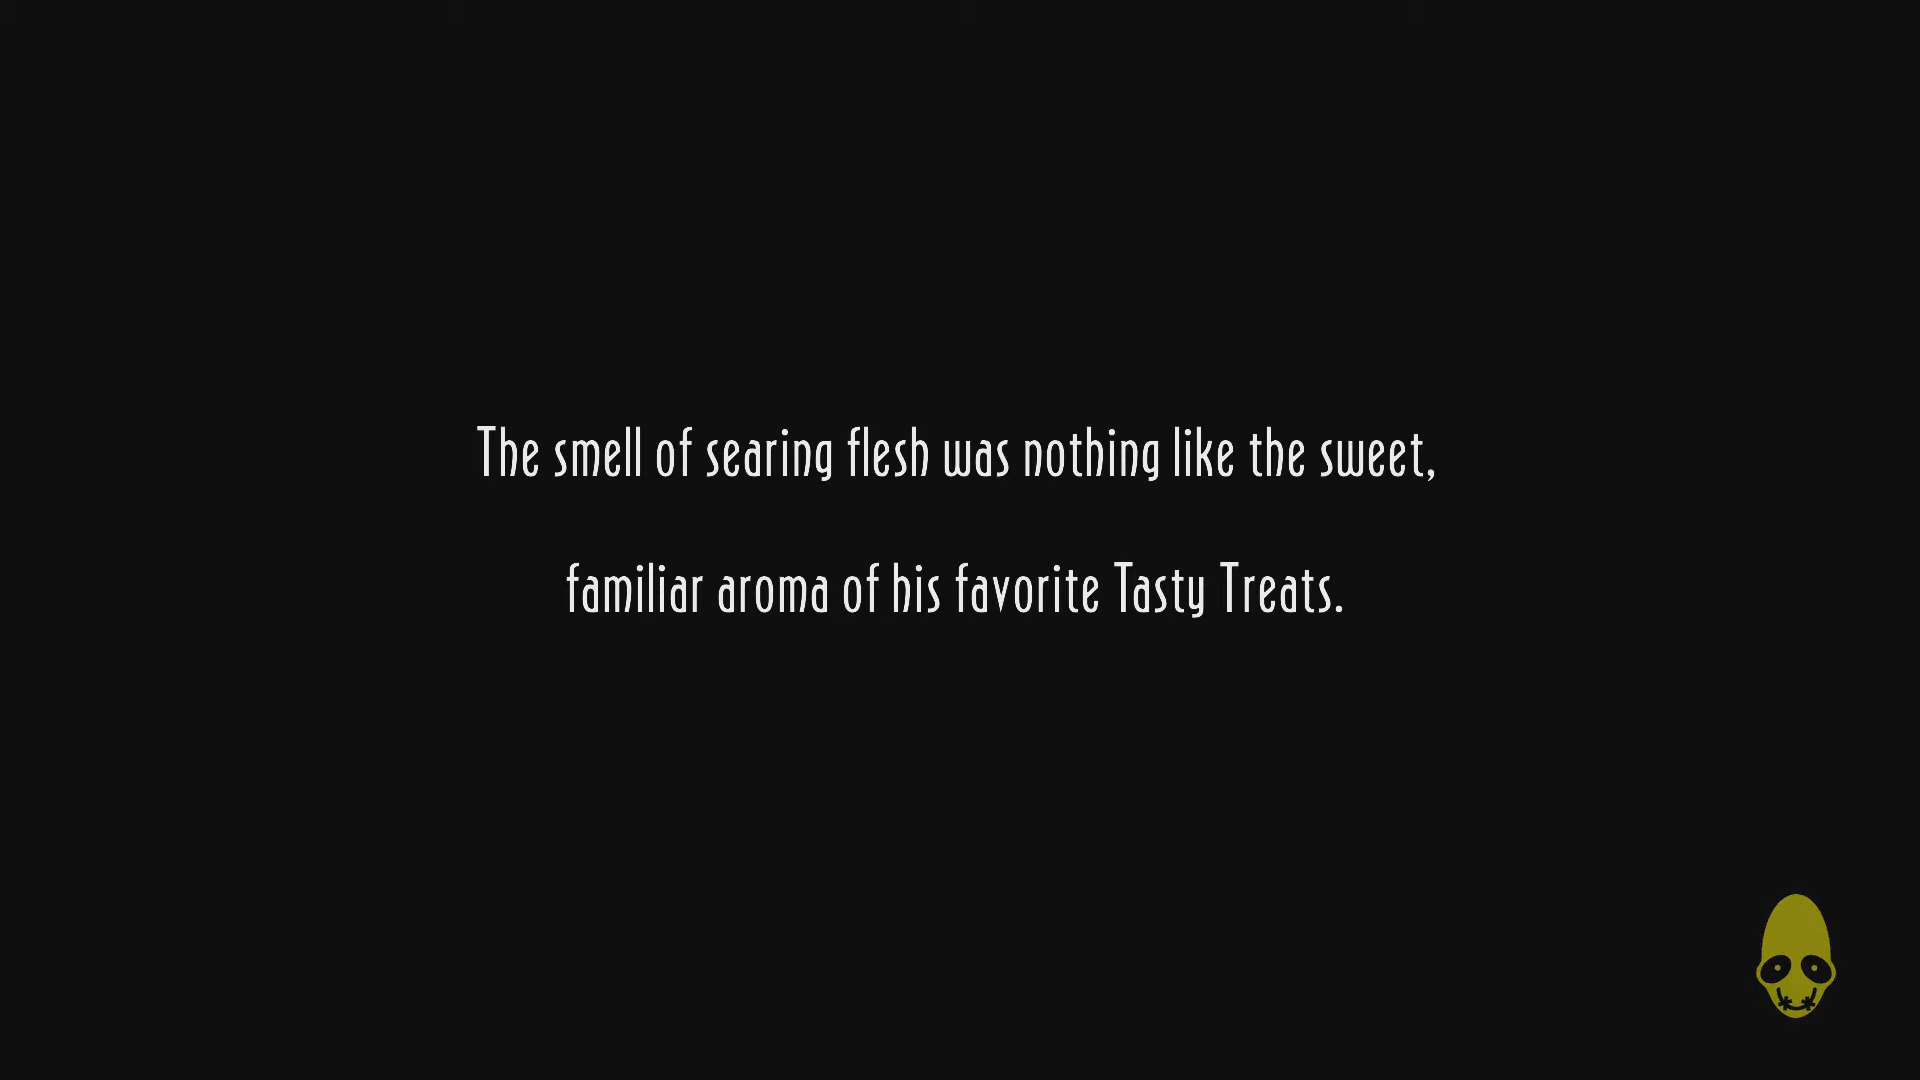 The smell of searing flesh was nothing like the sweet,
familiar aroma of his favorite Tasty Treats.